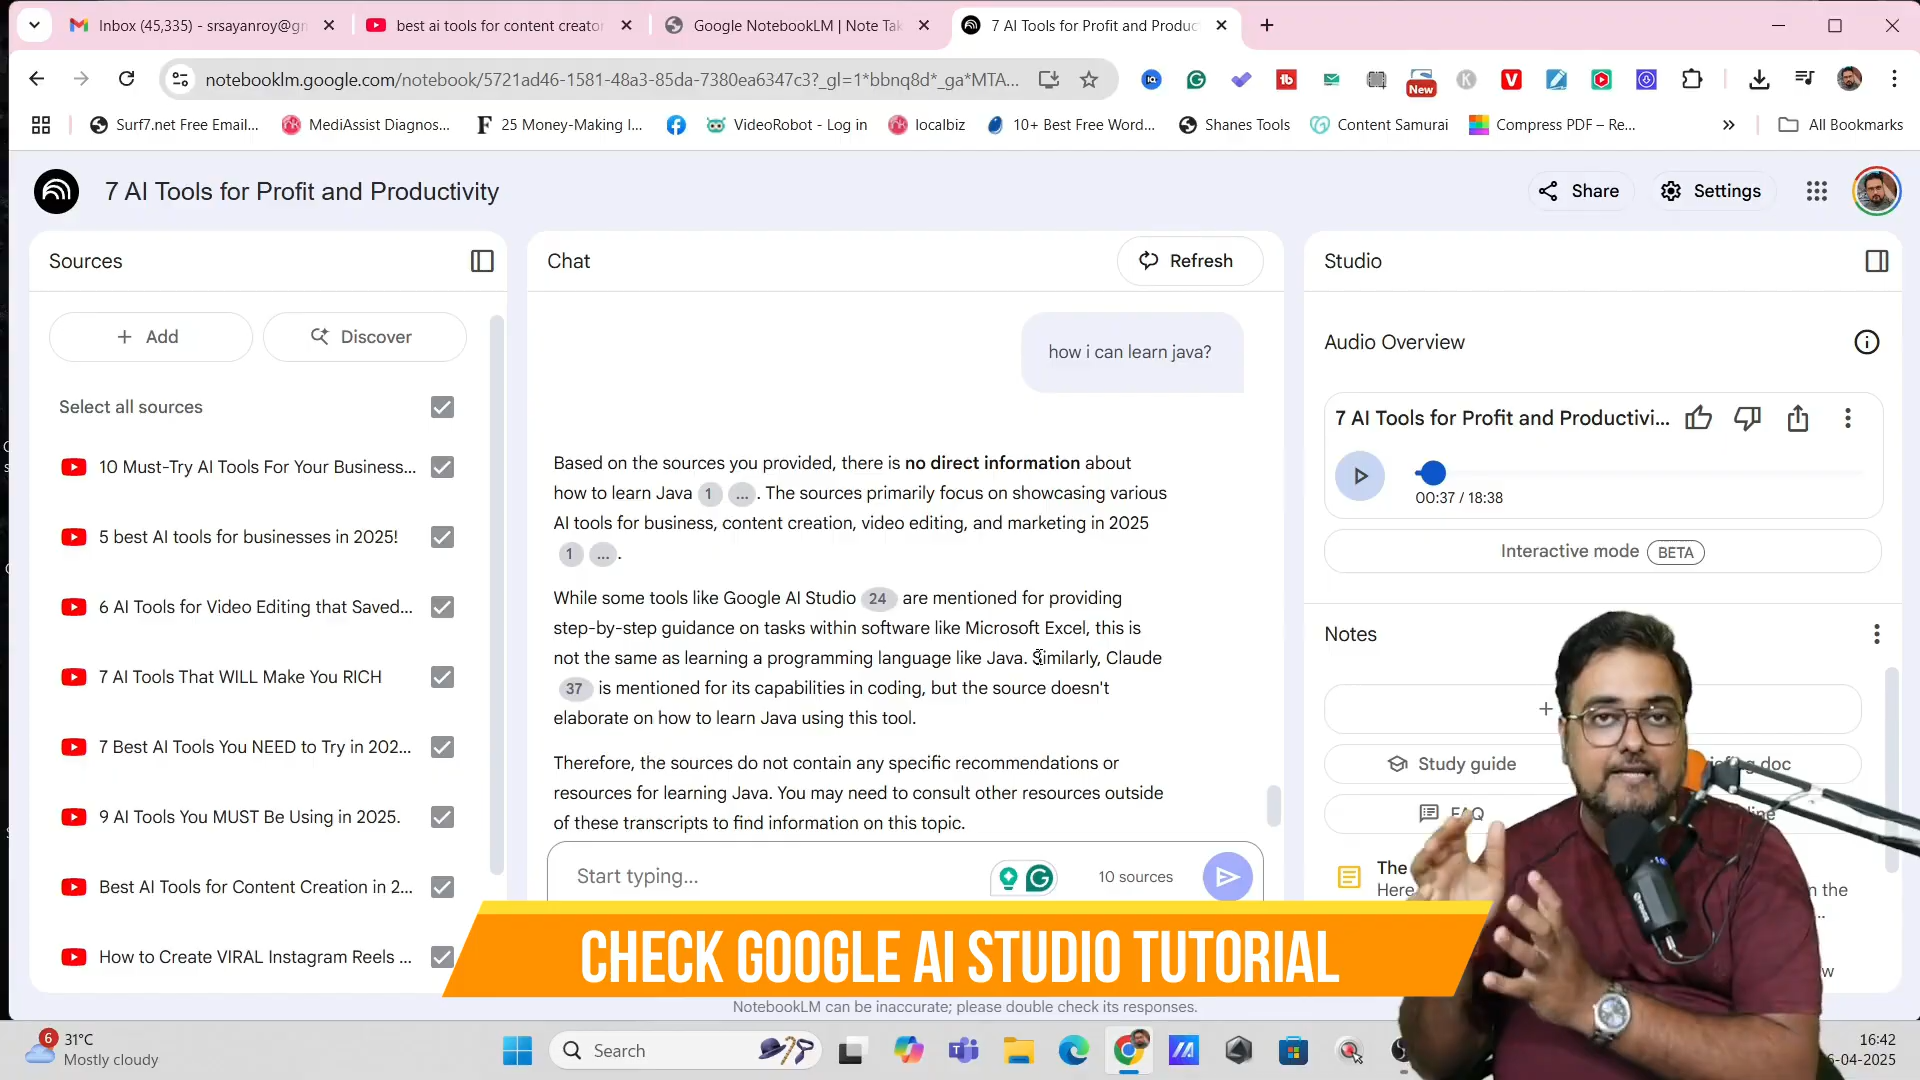 Inbox (45,335) - srsayanroy@gm
best ai tools for content creator
Google NotebookLM | Note Tak
7 AI Tools for Profit and Produc
notebooklm.google.com/notebook/5721ad46-1581-48a3-85da-7380ea6347c3?_gl=1*bbnq8d*_ga*MTA...
New
Surf7.net Free Email...
MediAssist Diagnos...
25 Money-Making I...
VideoRobot - Log in
localbiz
10+ Best Free Word...
Shanes Tools
Content Samurai
Compress PDF – Re...
All Bookmarks
7 AI Tools for Profit and Productivity
Share
Settings
Sources
Add
Discover
Select all sources
10 Must-Try AI Tools For Your Business...
5 best AI tools for businesses in 2025!
6 AI Tools for Video Editing that Saved...
7 AI Tools That WILL Make You RICH
7 Best AI Tools You NEED to Try in 202...
9 AI Tools You MUST Be Using in 2025.
Best AI Tools for Content Creation in 2...
How to Create VIRAL Instagram Reels ...
Chat
Refresh
how i can learn java?
Based on the sources you provided, there is no direct information about
how to learn Java 1 ... . The sources primarily focus on showcasing various
AI tools for business, content creation, video editing, and marketing in 2025
1 ... .
While some tools like Google AI Studio 24 are mentioned for providing
step-by-step guidance on tasks within software like Microsoft Excel, this is
not the same as learning a programming language like Java. Similarly, Claude
37 is mentioned for its capabilities in coding, but the source doesn't
elaborate on how to learn Java using this tool.
Therefore, the sources do not contain any specific recommendations or
resources for learning Java. You may need to consult other resources outside
of these transcripts to find information on this topic.
Start typing...
10 sources
NotebookLM can be inaccurate; please double check its responses.
Studio
Audio Overview
7 AI Tools for Profit and Productivi...
00:37 / 18:38
Interactive mode BETA
Notes
Study guide
doc
FAQ
The
Here
n the
CHECK GOOGLE AI STUDIO TUTORIAL
6
31°C
Mostly cloudy
Search
16:42
-04-2025